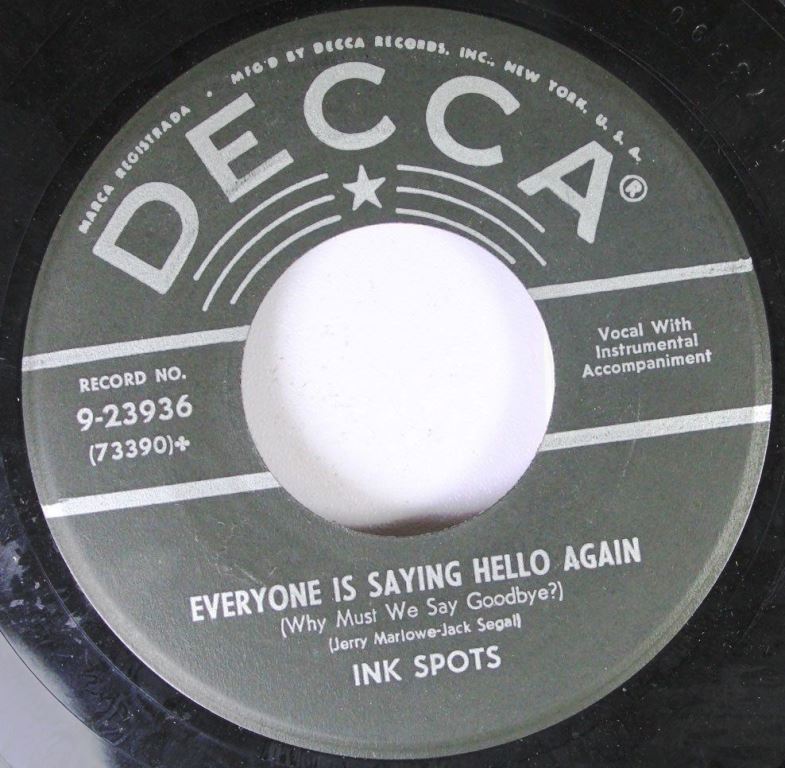 MARCA REGISTRADA • MFG'D BY DECCA RECORDS, INC., NEW YORK, U. S. A.
DECCA®
RECORD NO.
9-23936
(73390)✚
Vocal With
Instrumental
Accompaniment
EVERYONE IS SAYING HELLO AGAIN
(Why Must We Say Goodbye?)
(Jerry Marlowe-Jack Segal)
INK SPOTS